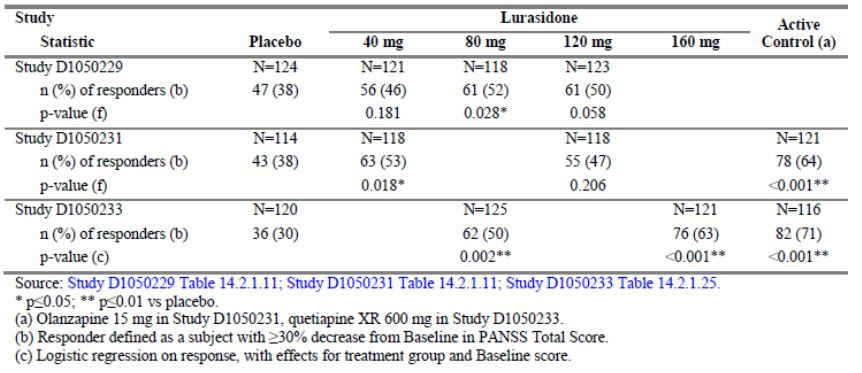 Study Lurasidone Active
Statistic Placebo 40 mg 80 mg 120 mg 160 mg Control (a)
Study D1050229 N=124 N=121 N=118 N=123
n (%) of responders (b) 47 (38) 56 (46) 61 (52) 61 (50)
p-value (f) 0.181 0.028* 0.058
Study D1050231 N=114 N=118 N=118 N=121
n (%) of responders (b) 43 (38) 63 (53) 55 (47) 78 (64)
p-value (f) 0.018* 0.206 <0.001**
Study D1050233 N=120 N=125 N=121 N=116
n (%) of responders (b) 36 (30) 62 (50) 76 (63) 82 (71)
p-value (c) 0.002** <0.001** <0.001**
Source: Study D1050229 Table 14.2.1.11; Study D1050231 Table 14.2.1.11; Study D1050233 Table 14.2.1.25.
* p≤0.05; ** p≤0.01 vs placebo.
(a) Olanzapine 15 mg in Study D1050231, quetiapine XR 600 mg in Study D1050233.
(b) Responder defined as a subject with ≥30% decrease from Baseline in PANSS Total Score.
(c) Logistic regression on response, with effects for treatment group and Baseline score.